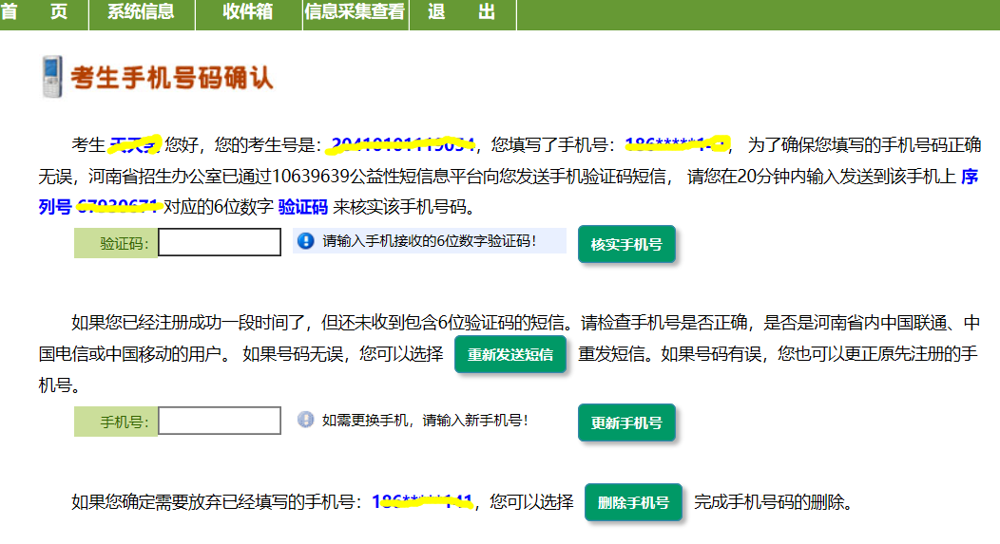 首 页 系统信息 收件箱 信息采集查看 退 出
考生手机号码确认
考生 您好，您的考生号是：，您填写了手机号：186*****，为了确保您填写的手机号码正确
无误，河南省招生办公室已通过10639639公益性短信息平台向您发送手机验证码短信， 请您在20分钟内输入发送到该手机上 序
列号 对应的6位数字 验证码 来核实该手机号码。
验证码： 请输入手机接收的6位数字验证码！ 核实手机号
如果您已经注册成功一段时间了，但还未收到包含6位验证码的短信。请检查手机号是否正确，是否是河南省内中国联通、中
国电信或中国移动的用户。 如果号码无误，您可以选择 重新发送短信 重发短信。如果号码有误，您也可以更正原先注册的手
机号。
手机号： 如需更换手机，请输入新手机号！ 更新手机号
如果您确定需要放弃已经填写的手机号：，您可以选择 删除手机号 完成手机号码的删除。